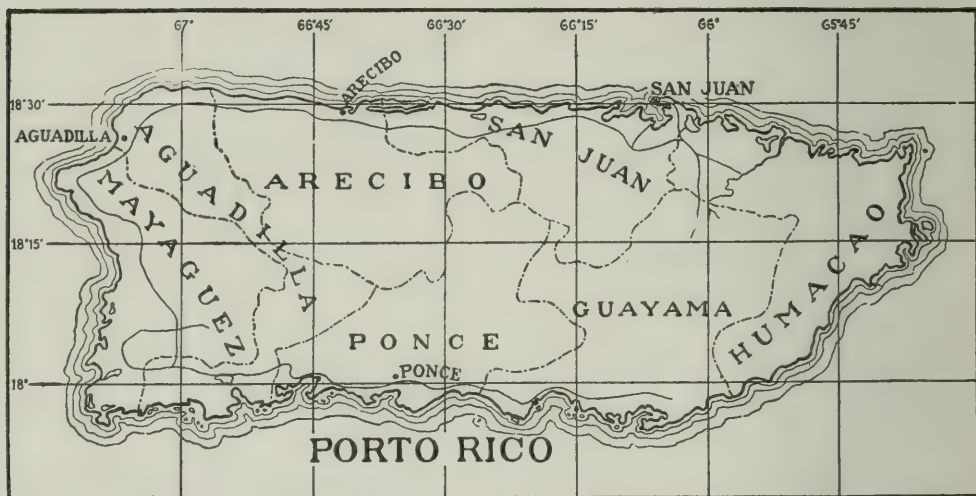 67° 66°45' 66°30' 66°15' 66° 65°45'
ARECIBO
SAN JUAN
18°30'
AGUADILLA
SAN JUAN
AGUADILLA
ARECIBO
MAYAGUEZ
18°15'
HUMACAO
GUAYAMA
PONCE
PONCE
18°
PORTO RICO